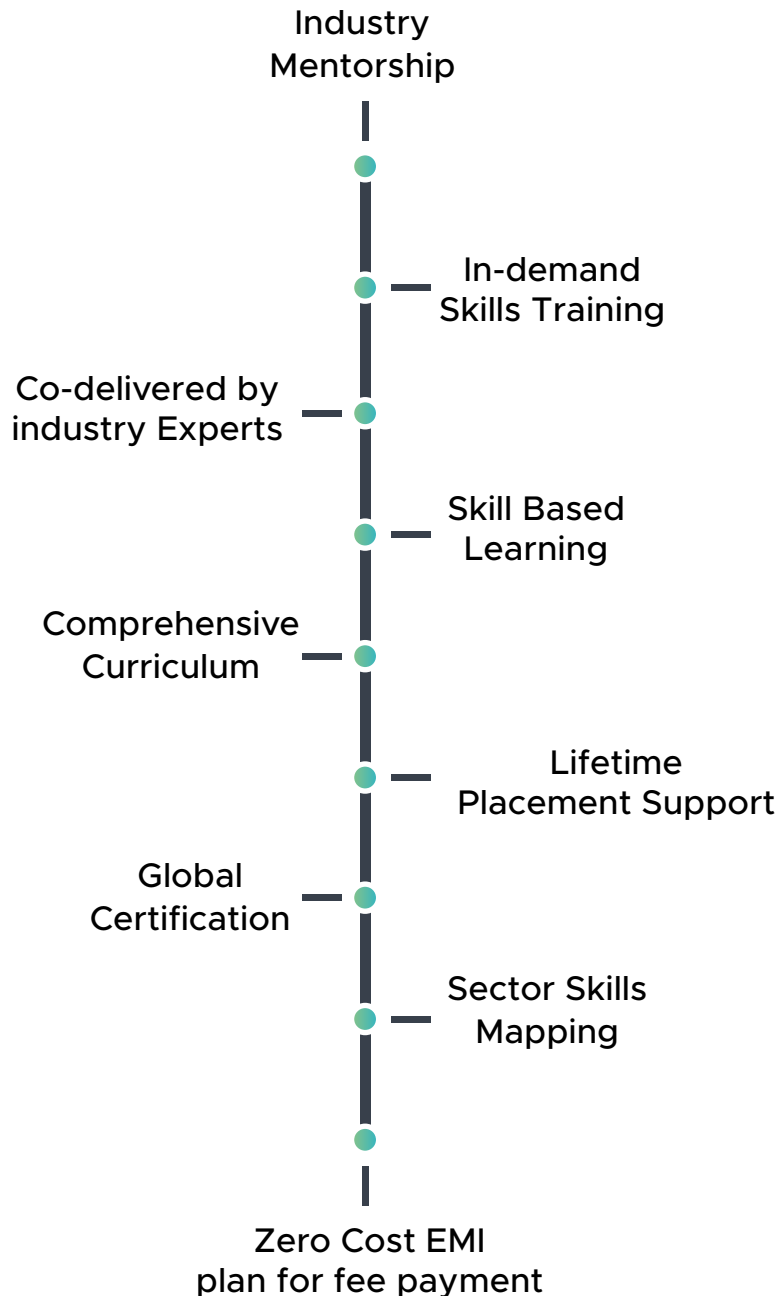 Industry
Mentorship
In-demand
Skills Training
Co-delivered by
industry Experts
Skill Based
Learning
Comprehensive
Curriculum
Lifetime
Placement Support
Global
Certification
Sector Skills
Mapping
Zero Cost EMI
plan for fee payment